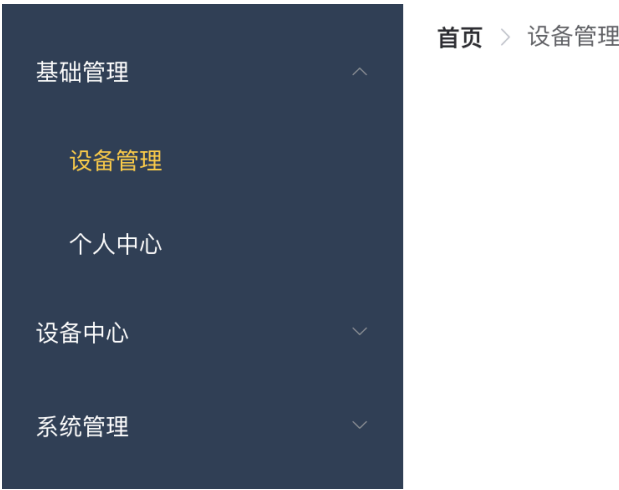 首页 > 设备管理
基础管理
设备管理
个人中心
设备中心
系统管理